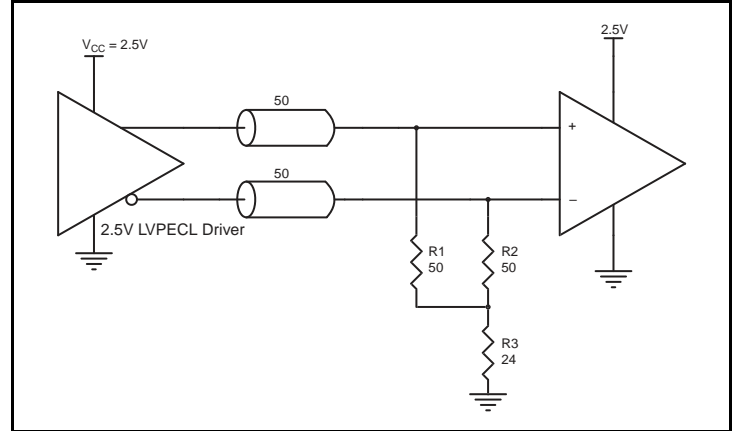 2.5V
V_CC = 2.5V
50
+
50
−
2.5V LVPECL Driver
R1
50
R2
50
R3
24